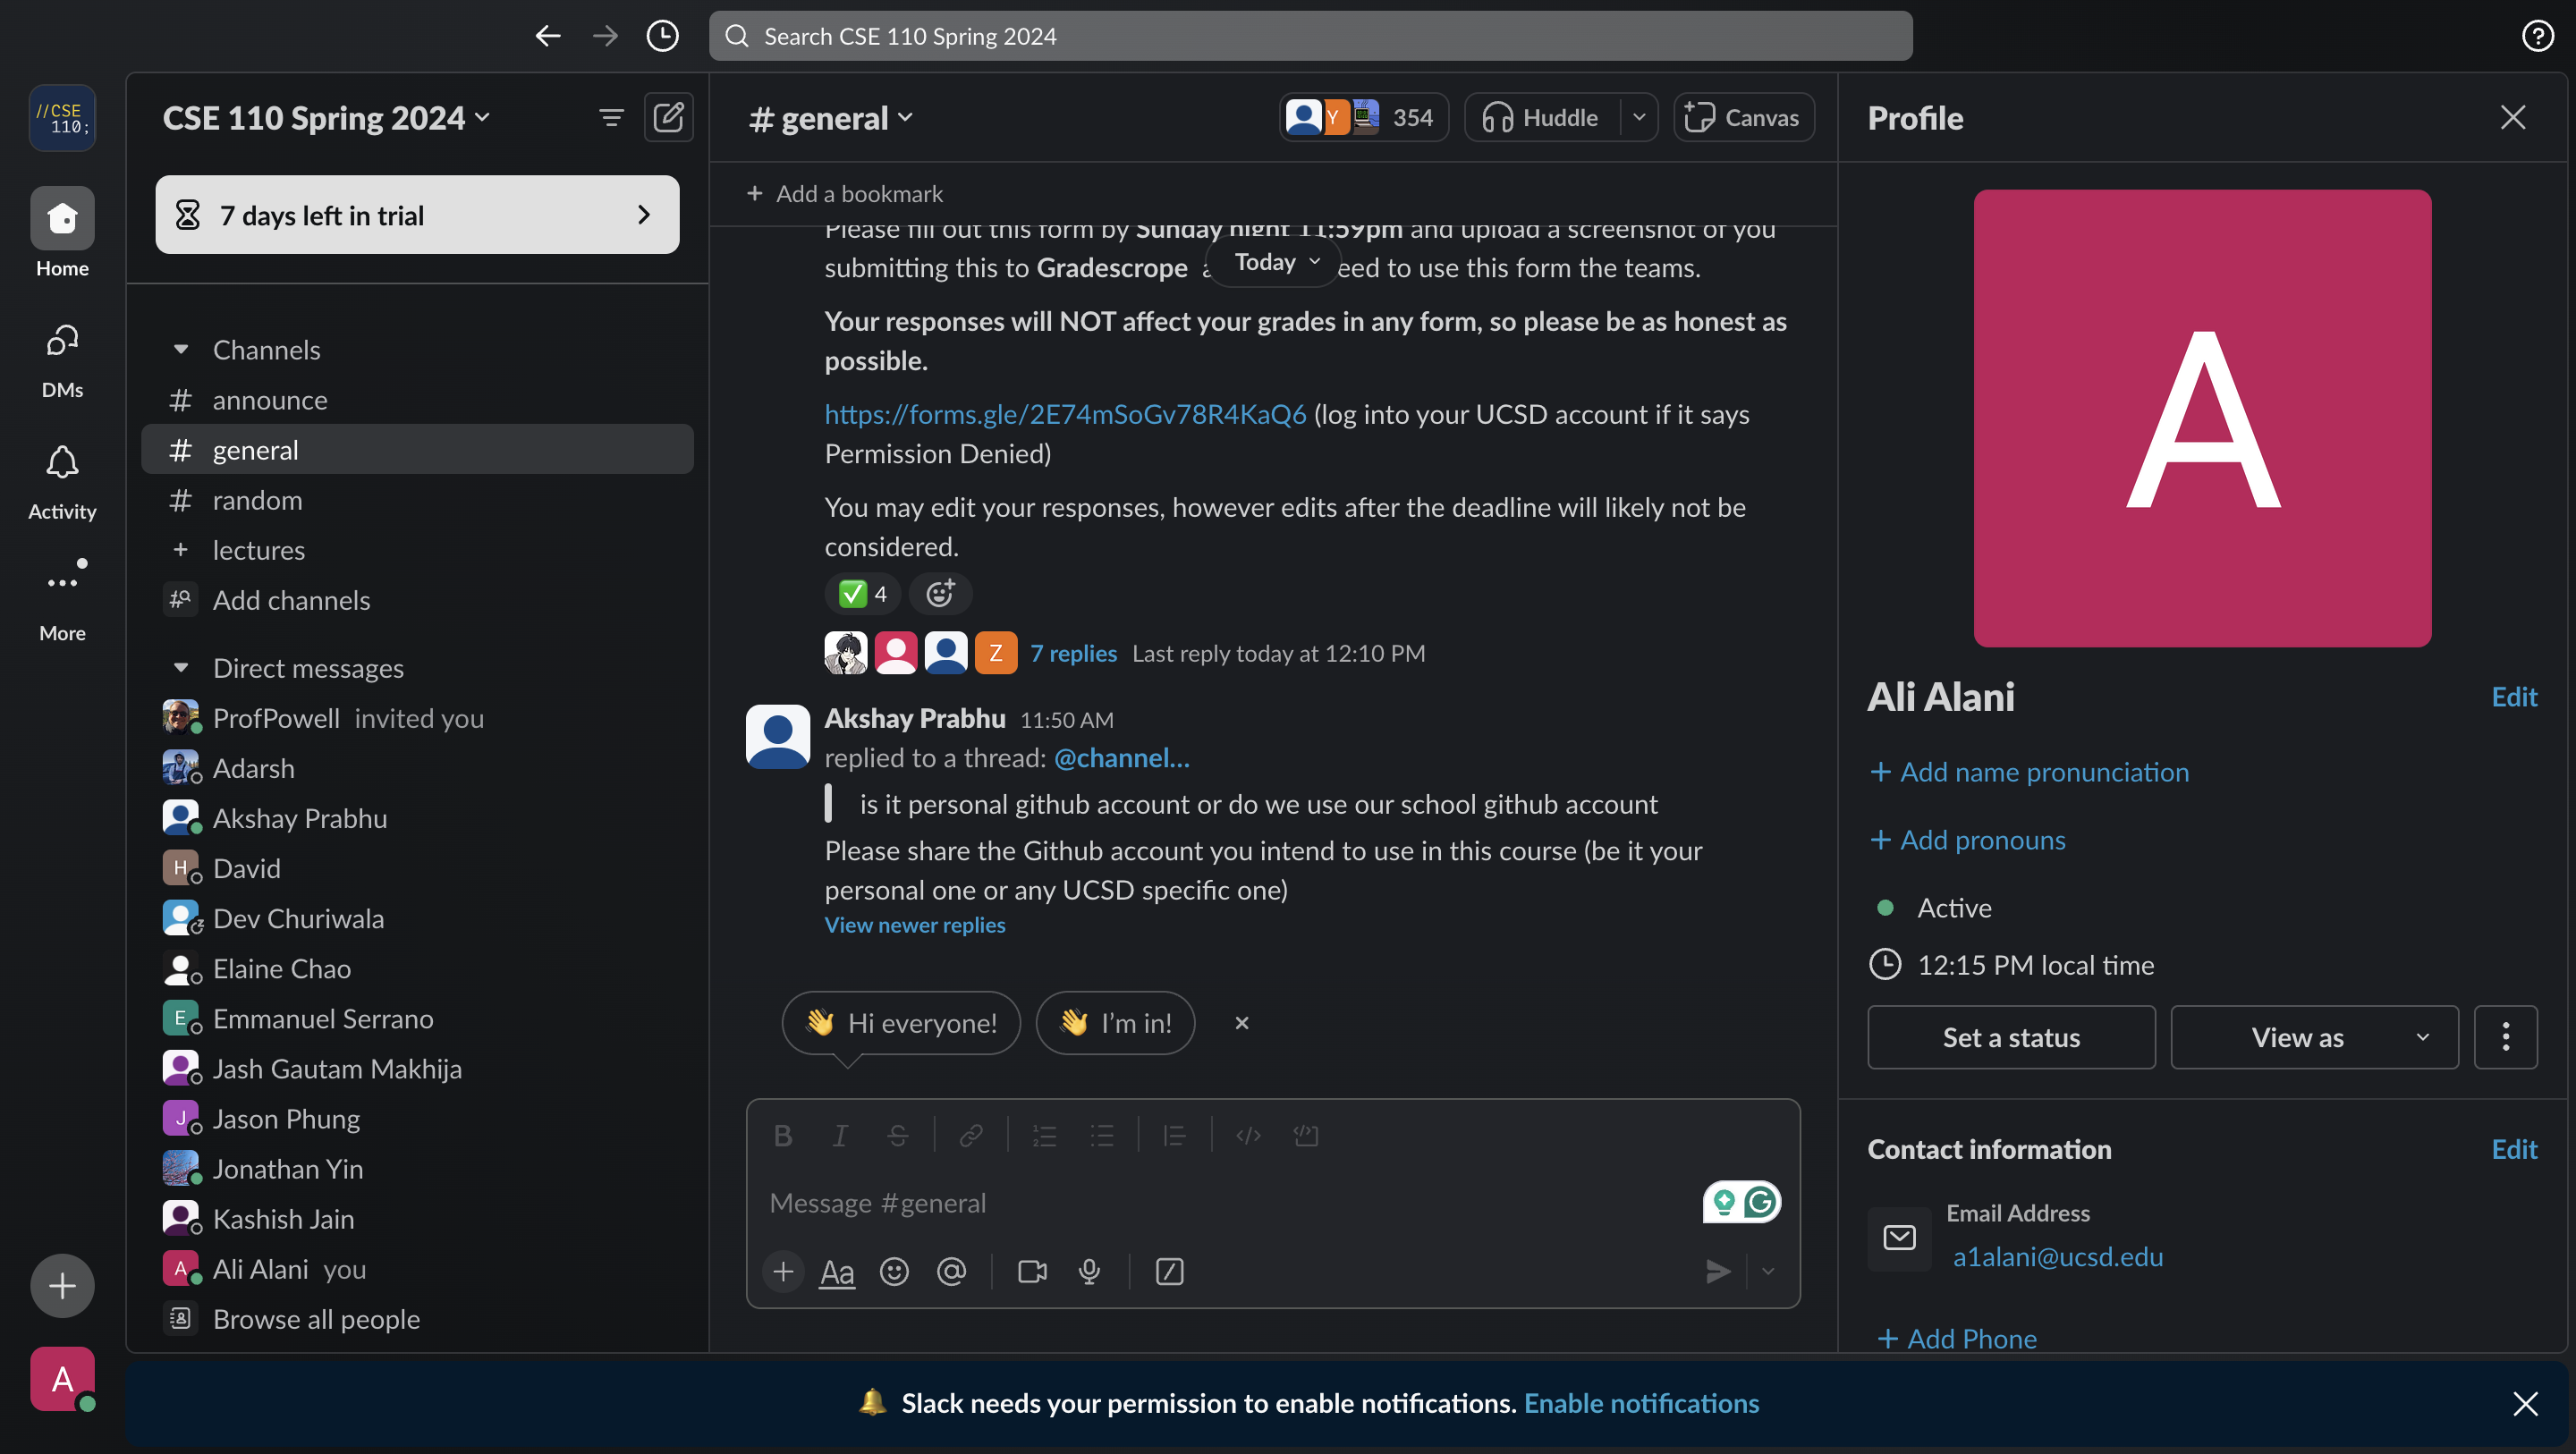 Search CSE 110 Spring 2024
//CSE
110;
Home
DMs
Activity
More
A
CSE 110 Spring 2024
7 days left in trial
Channels
# announce
# general
# random
+ lectures
Add channels
Direct messages
ProfPowell invited you
Adarsh
Akshay Prabhu
H David
Dev Churiwala
Elaine Chao
E Emmanuel Serrano
Jash Gautam Makhija
J Jason Phung
Jonathan Yin
Kashish Jain
A Ali Alani you
Browse all people
# general
Y 354
Huddle
Canvas
+ Add a bookmark
Please fill out this form by Sunday night 11:59pm and upload a screenshot of you
submitting this to Gradescrope
eed to use this form the teams.
Today
Your responses will NOT affect your grades in any form, so please be as honest as
possible.
https://forms.gle/2E74mSoGv78R4KaQ6 (log into your UCSD account if it says
Permission Denied)
You may edit your responses, however edits after the deadline will likely not be
considered.
4
Z 7 replies Last reply today at 12:10 PM
Akshay Prabhu 11:50 AM
replied to a thread: @channel...
is it personal github account or do we use our school github account
Please share the Github account you intend to use in this course (be it your
personal one or any UCSD specific one)
View newer replies
Hi everyone!
I'm in!
B I S
Message #general
Aa
Profile
A
Ali Alani
Edit
+ Add name pronunciation
+ Add pronouns
Active
12:15 PM local time
Set a status
View as
Contact information
Edit
Email Address
a1alani@ucsd.edu
+ Add Phone
Slack needs your permission to enable notifications. Enable notifications